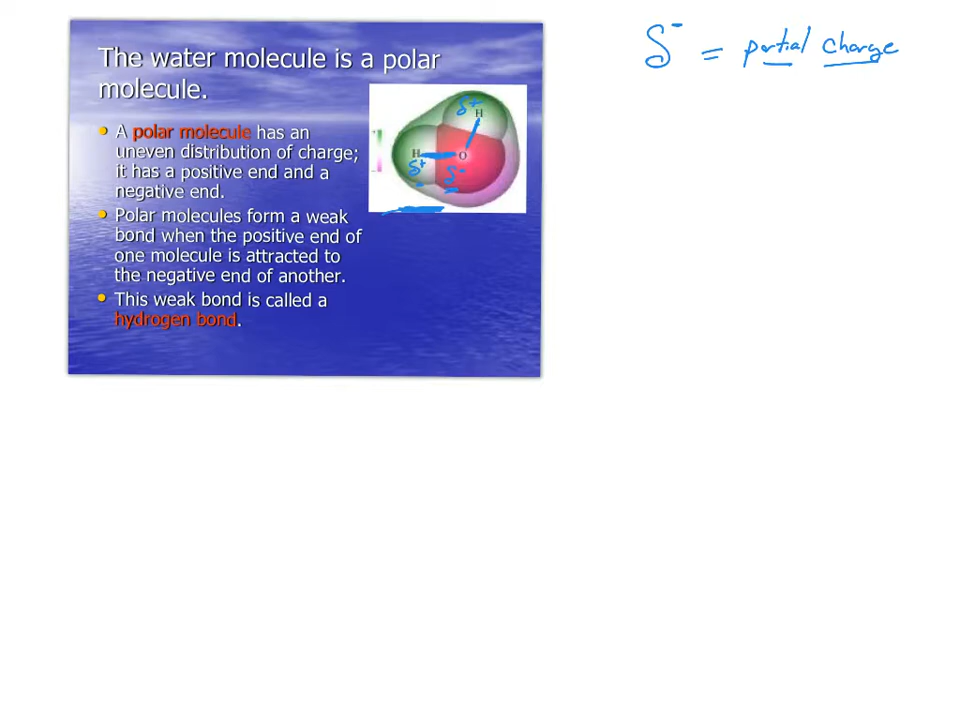 The water molecule is a polar
molecule.
• A polar molecule has an
uneven distribution of charge;
it has a positive end and a
negative end.
• Polar molecules form a weak
bond when the positive end of
one molecule is attracted to
the negative end of another.
• This weak bond is called a
hydrogen bond.
δ+
H
H
O
δ+
δ-
+
-
δ- = partial charge